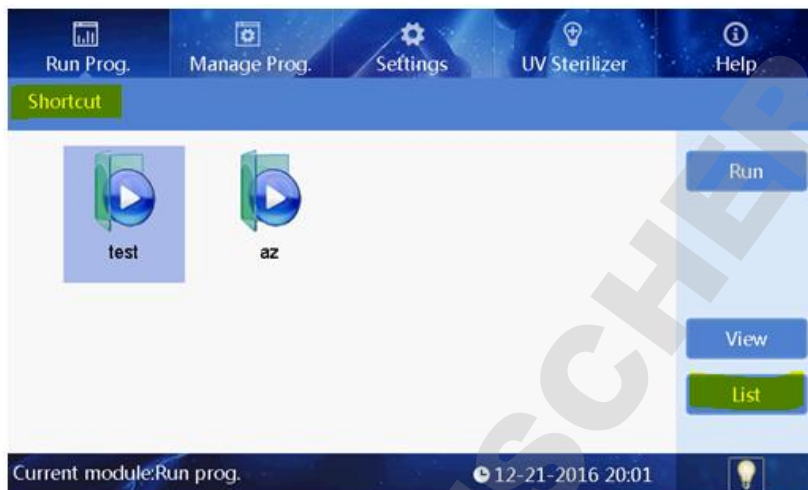 Run Prog. Manage Prog. Settings UV Sterilizer Help
Shortcut
Run
test az
View
List
Current module:Run prog. 12-21-2016 20:01